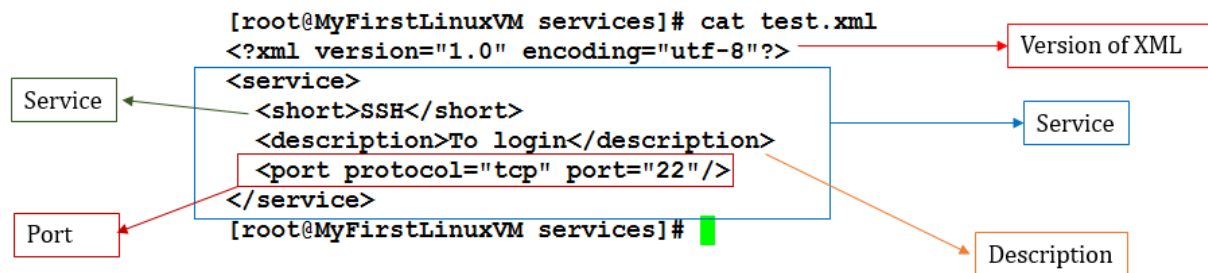 [root@MyFirstLinuxVM services]# cat test.xml
<?xml version="1.0" encoding="utf-8"?>
Version of XML
<service>
Service
<short>SSH</short>
Service
<description>To login</description>
<port protocol="tcp" port="22"/>
</service>
Port
[root@MyFirstLinuxVM services]#
Description